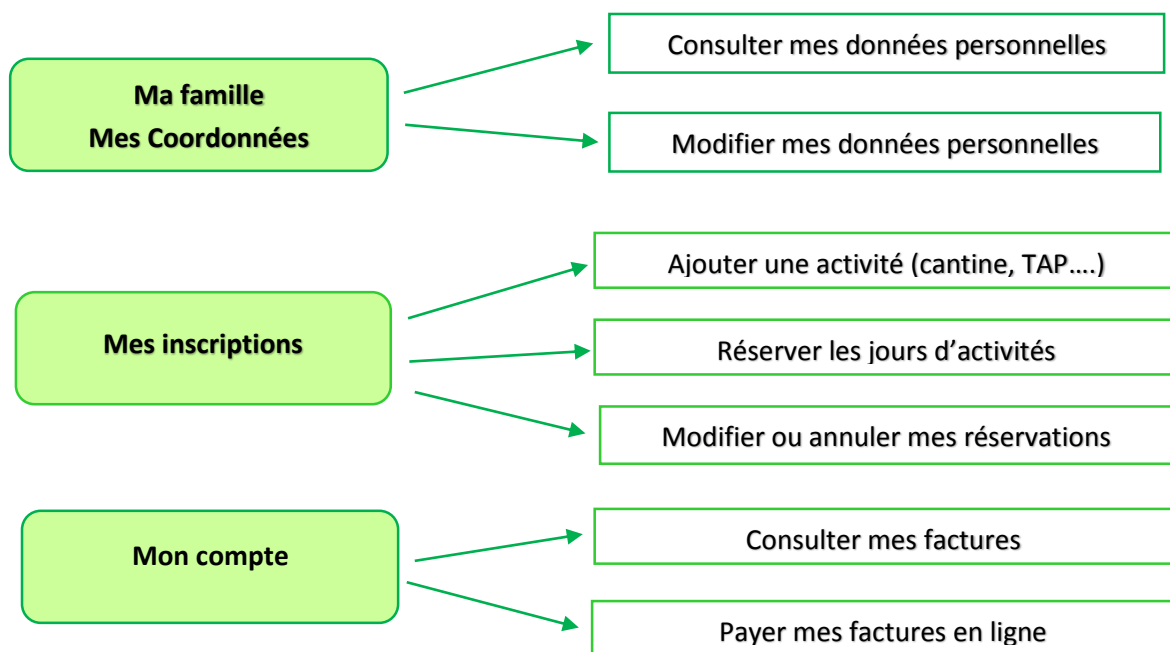 Ma famille
Mes Coordonnées
Consulter mes données personnelles
Modifier mes données personnelles
Mes inscriptions
Ajouter une activité (cantine, TAP….)
Réserver les jours d’activités
Modifier ou annuler mes réservations
Mon compte
Consulter mes factures
Payer mes factures en ligne